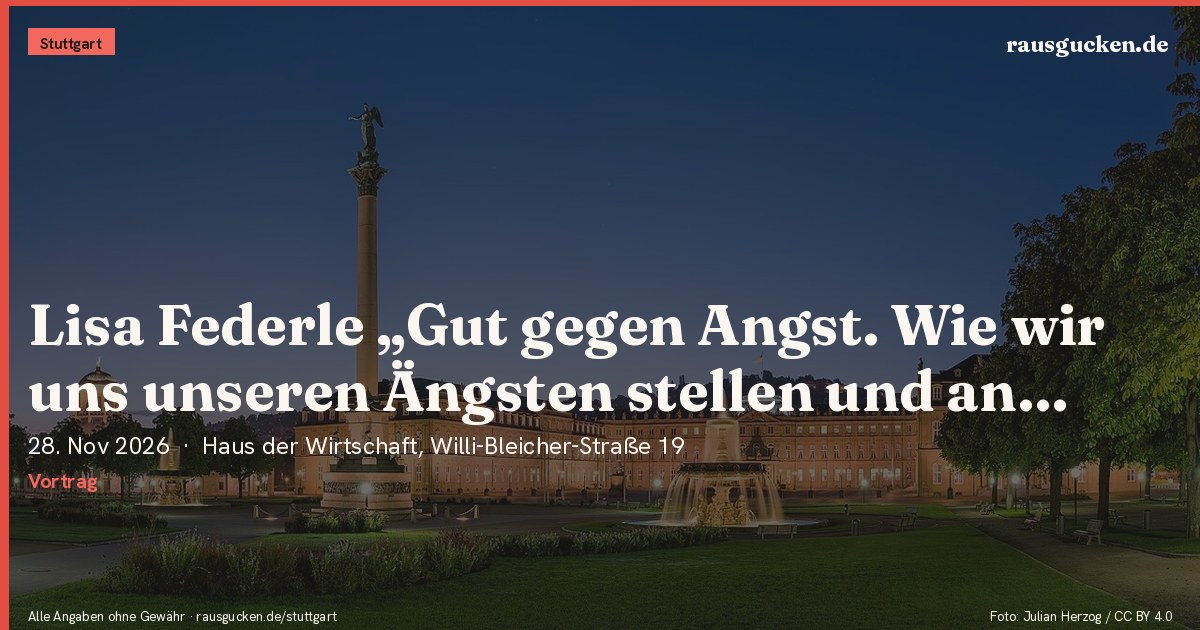 Stuttgart
rausgucken.de
Lisa Federle „Gut gegen Angst. Wie wir
uns unseren Ängsten stellen und an...
28. Nov 2026 · Haus der Wirtschaft, Willi-Bleicher-Straße 19
Vortrag
Alle Angaben ohne Gewähr · rausgucken.de/stuttgart
Foto: Julian Herzog / CC BY 4.0